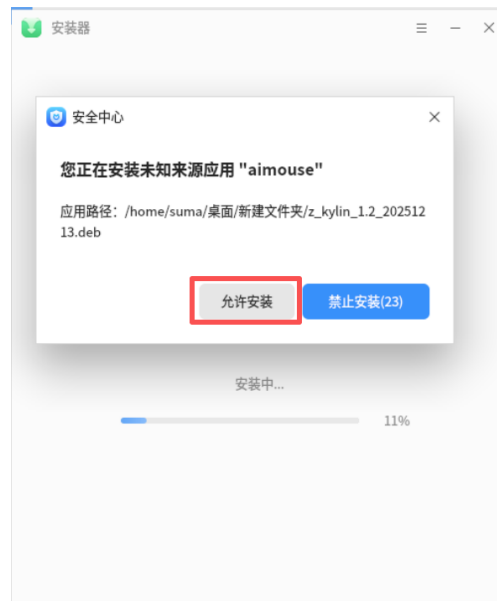 安装器
安全中心
您正在安装未知来源应用 "aimouse"
应用路径：/home/suma/桌面/新建文件夹/z_kylin_1.2_202512
13.deb
允许安装
禁止安装(23)
安装中...
11%